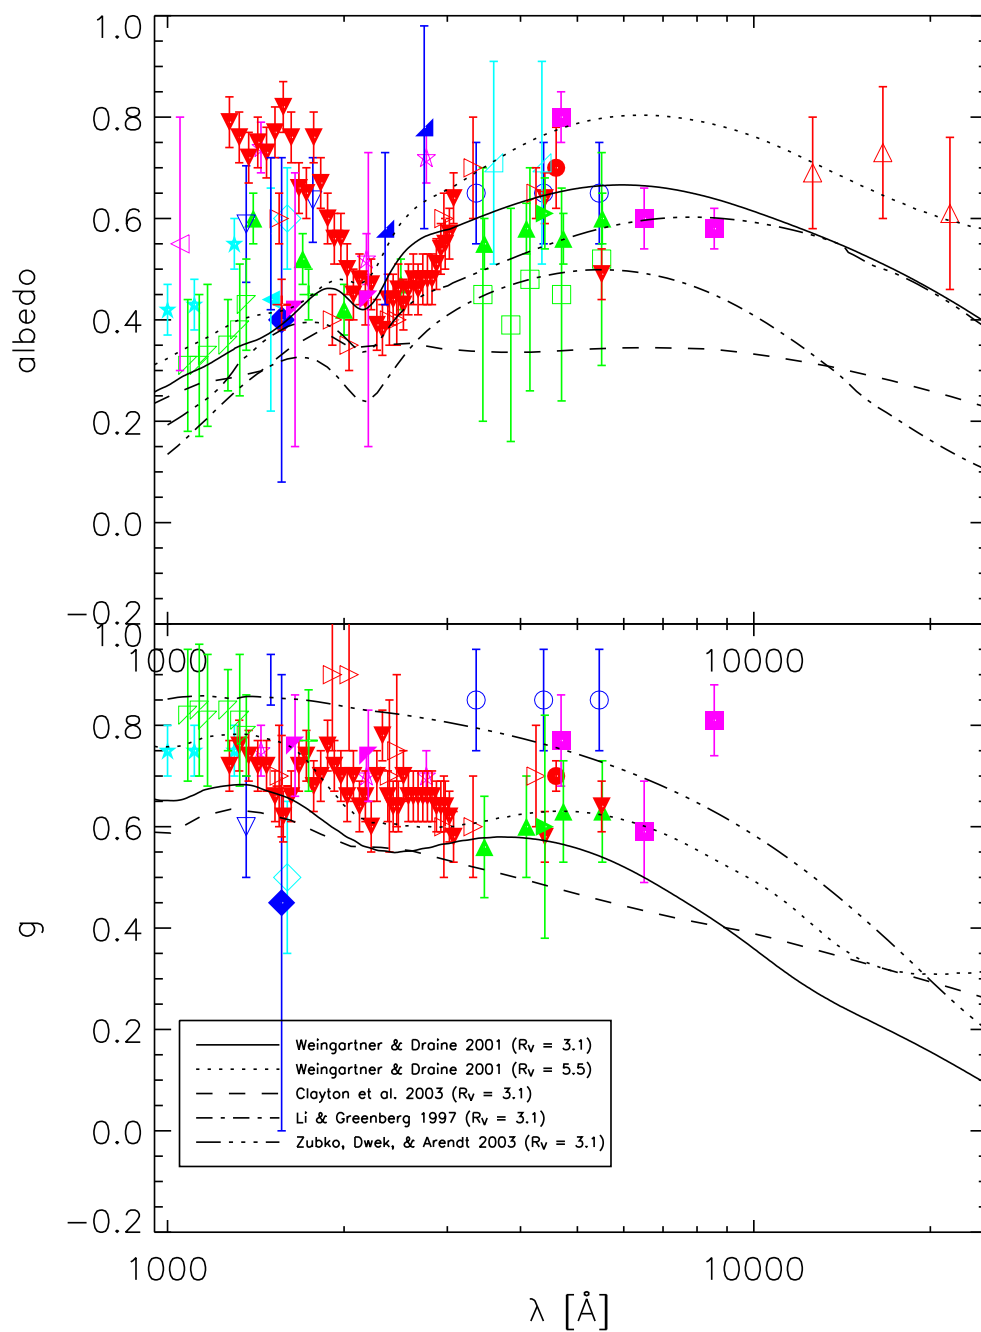 1.0
0.8
0.6
albedo
0.4
0.2
0.0
−0.2
1.0
1000
10000
0.8
0.6
g
0.4
0.2
0.0
−0.2
Weingartner & Draine 2001 (Rv = 3.1)
Weingartner & Draine 2001 (Rv = 5.5)
Clayton et al. 2003 (Rv = 3.1)
Li & Greenberg 1997 (Rv = 3.1)
Zubko, Dwek, & Arendt 2003 (Rv = 3.1)
1000
10000
λ [Å]